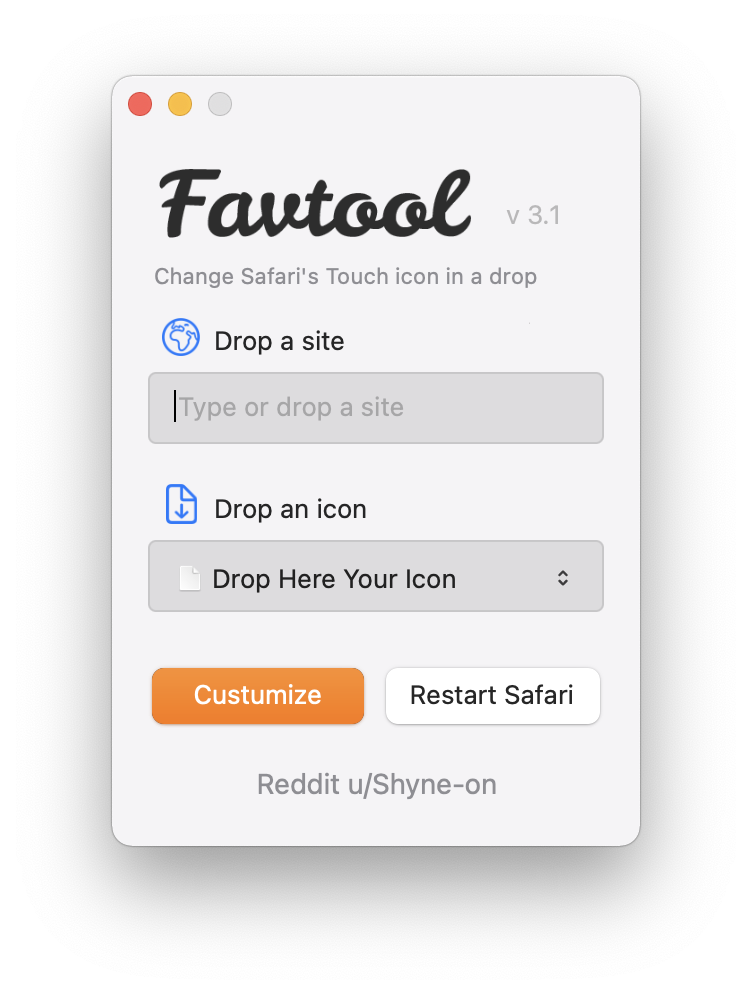 Favtool v 3.1
Change Safari's Touch icon in a drop
Drop a site
Type or drop a site
Drop an icon
Drop Here Your Icon
Custumize Restart Safari
Reddit u/Shyne-on